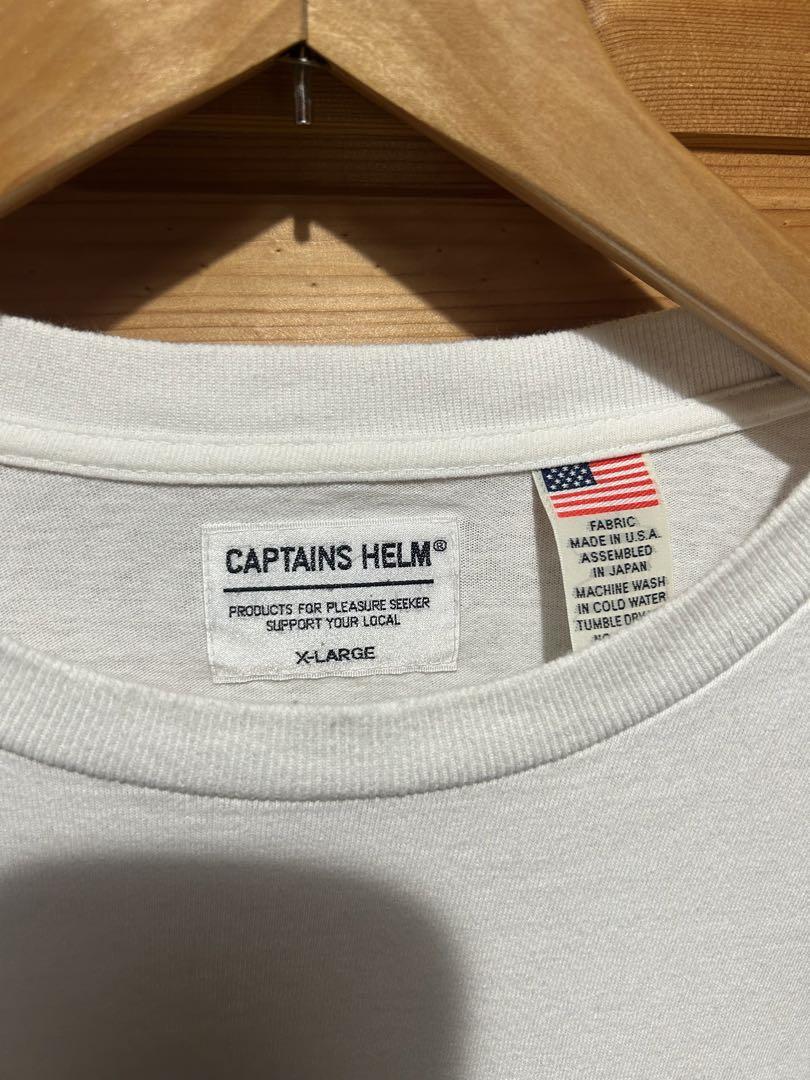 CAPTAINS HELM®
PRODUCTS FOR PLEASURE SEEKER
SUPPORT YOUR LOCAL
X-LARGE
FABRIC
MADE IN U.S.A.
ASSEMBLED
IN JAPAN
MACHINE WASH
IN COLD WATER
TUMBLE DRY